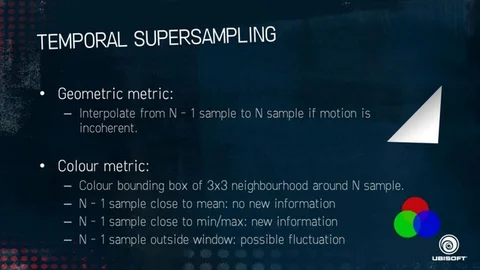 TEMPORAL SUPERSAMPLING
• Geometric metric:
– Interpolate from N - 1 sample to N sample if motion is
incoherent.
• Colour metric:
– Colour bounding box of 3x3 neighbourhood around N sample.
– N - 1 sample close to mean: no new information
– N - 1 sample close to min/max: new information
– N - 1 sample outside window: possible fluctuation
UBISOFT